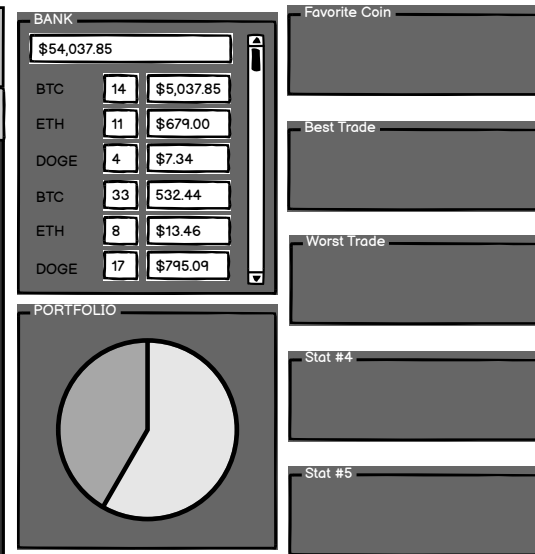 BANK
$54,037.85
BTC 14 $5,037.85
ETH 11 $679.00
DOGE 4 $7.34
BTC 33 532.44
ETH 8 $13.46
DOGE 17 $795.09
PORTFOLIO
Favorite Coin
Best Trade
Worst Trade
Stat #4
Stat #5